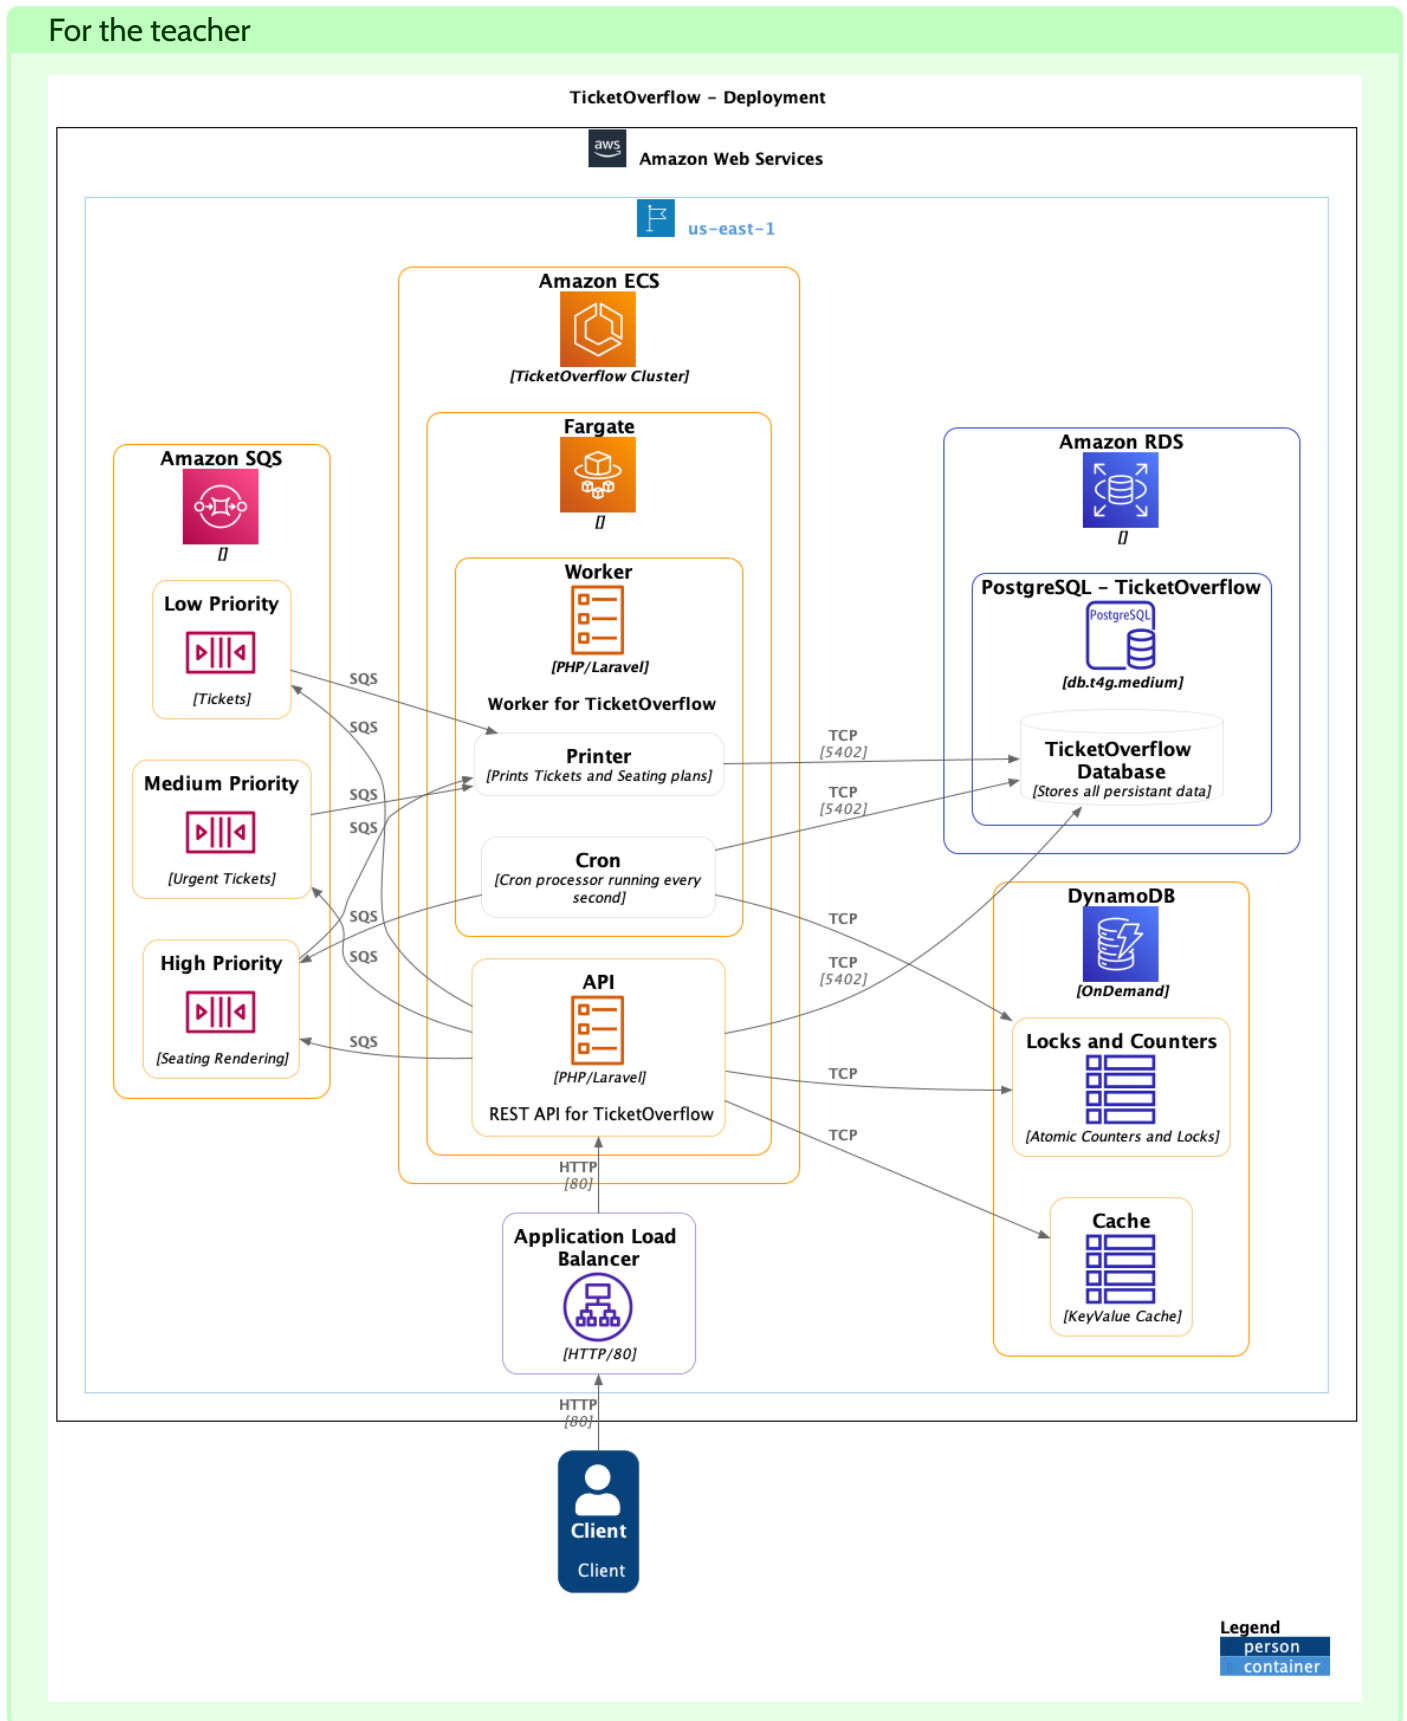 For the teacher
TicketOverflow – Deployment
aws
Amazon Web Services
us-east-1
Amazon ECS
[TicketOverflow Cluster]
Fargate
[]
Amazon SQS
[]
Low Priority
[Tickets]
Medium Priority
[Urgent Tickets]
High Priority
[Seating Rendering]
SQS
SQS
SQS
SQS
SQS
SQS
SQS
Worker
[PHP/Laravel]
Worker for TicketOverflow
Printer
[Prints Tickets and Seating plans]
Cron
[Cron processor running every
second]
API
[PHP/Laravel]
REST API for TicketOverflow
TCP
[5402]
TCP
[5402]
TCP
TCP
[5402]
TCP
TCP
Amazon RDS
[]
PostgreSQL – TicketOverflow
PostgreSQL
[db.t4g.medium]
TicketOverflow
Database
[Stores all persistant data]
DynamoDB
[OnDemand]
Locks and Counters
[Atomic Counters and Locks]
Cache
[KeyValue Cache]
HTTP
[80]
Application Load
Balancer
[HTTP/80]
HTTP
[80]
Client
Client
Legend
person
container